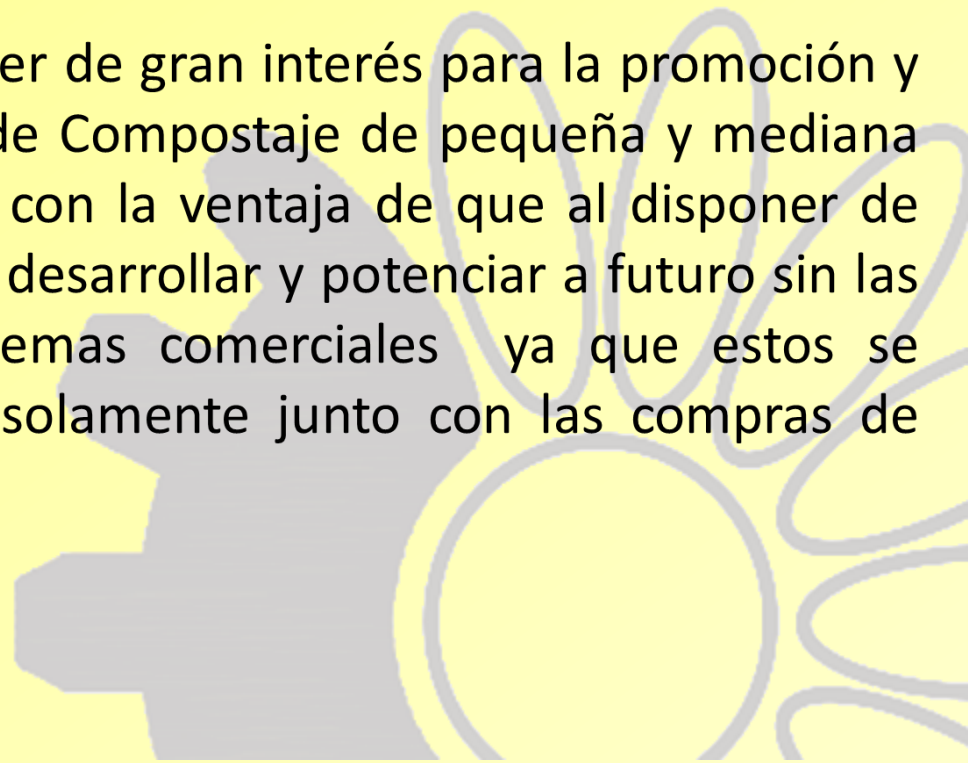 er de gran interés para la promoción y
de Compostaje de pequeña y mediana
con la ventaja de que al disponer de
desarrollar y potenciar a futuro sin las
emas comerciales ya que estos se
solamente junto con las compras de